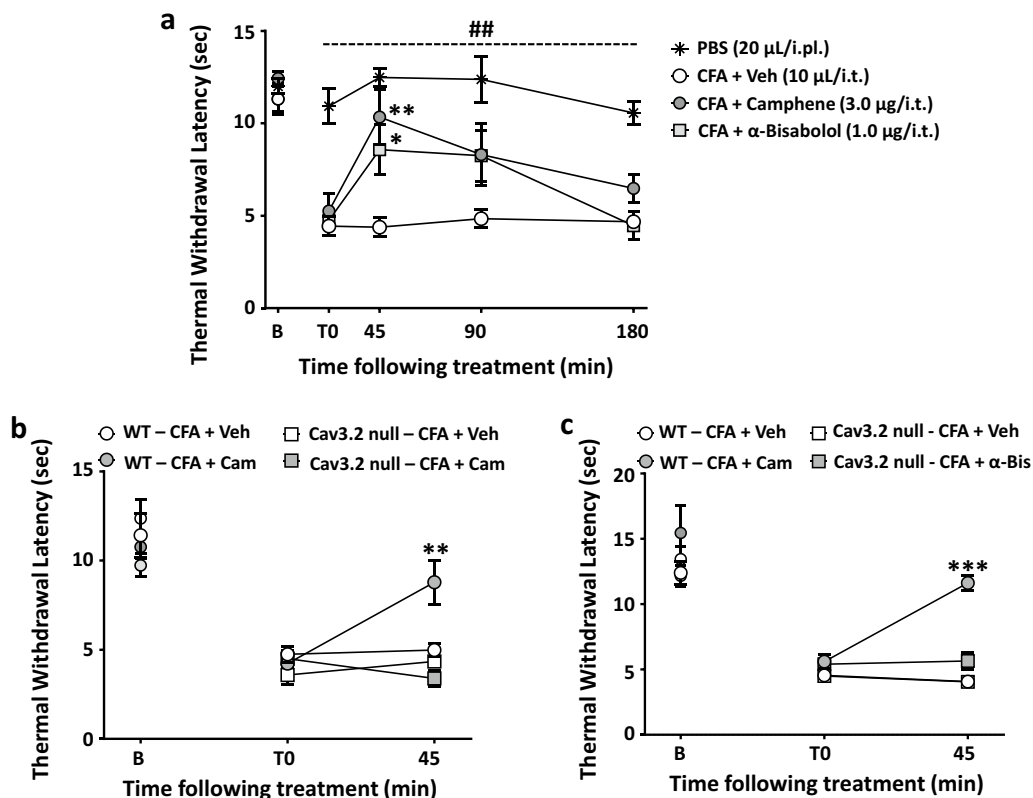 a
##
Thermal Withdrawal Latency (sec)
15
10
5
0
**
*
B T0 45 90 180
Time following treatment (min)
PBS (20 µL/i.pl.)
CFA + Veh (10 µL/i.t.)
CFA + Camphene (3.0 µg/i.t.)
CFA + α-Bisabolol (1.0 µg/i.t.)
b
WT – CFA + Veh
Cav3.2 null – CFA + Veh
WT – CFA + Cam
Cav3.2 null – CFA + Cam
Thermal Withdrawal Latency (sec)
15
10
5
0
**
B T0 45
Time following treatment (min)
c
WT – CFA + Veh
Cav3.2 null - CFA + Veh
WT – CFA + Cam
Cav3.2 null - CFA + α-Bis
Thermal Withdrawal Latency (sec)
20
15
10
5
0
***
B T0 45
Time following treatment (min)